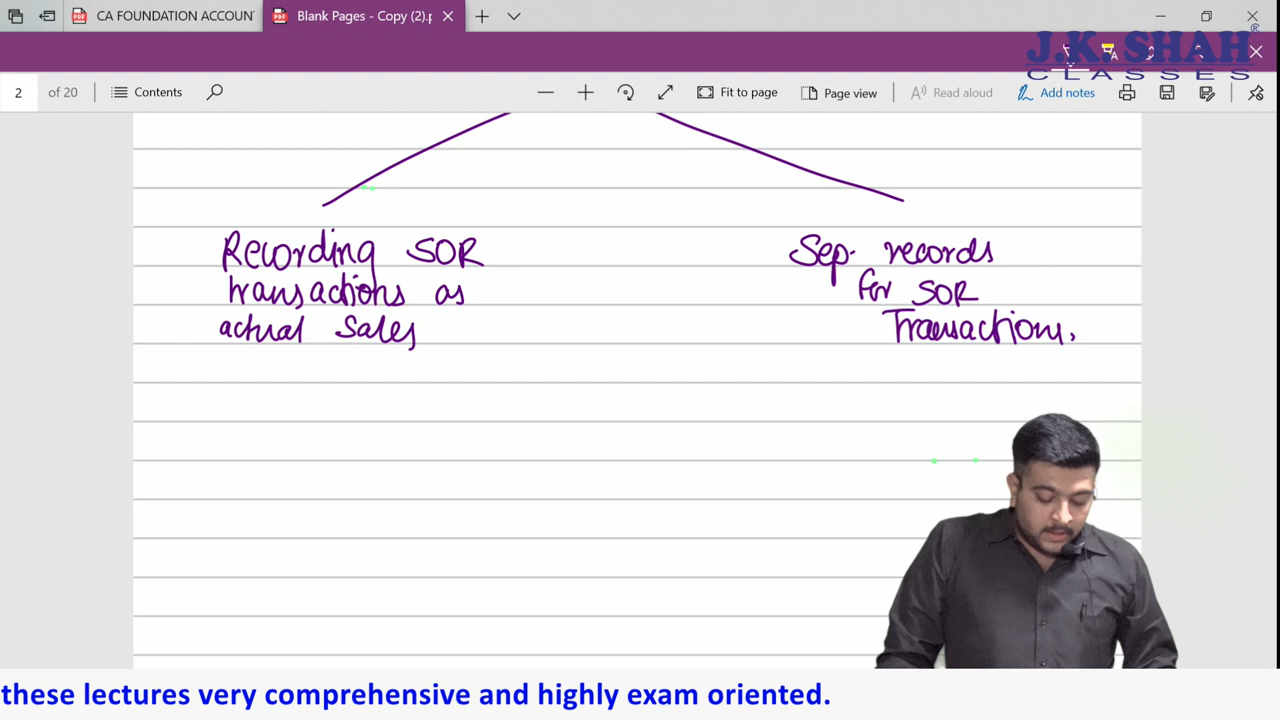 CA FOUNDATION ACCOUN
Blank Pages - Copy (2).p
J.K. SHAH®
CLASSES
2 of 20
Contents
Fit to page
Page view
Read aloud
Add notes
Recording SOR
transactions as
actual sales
Sep. records
for SOR
Transactions.
these lectures very comprehensive and highly exam oriented.